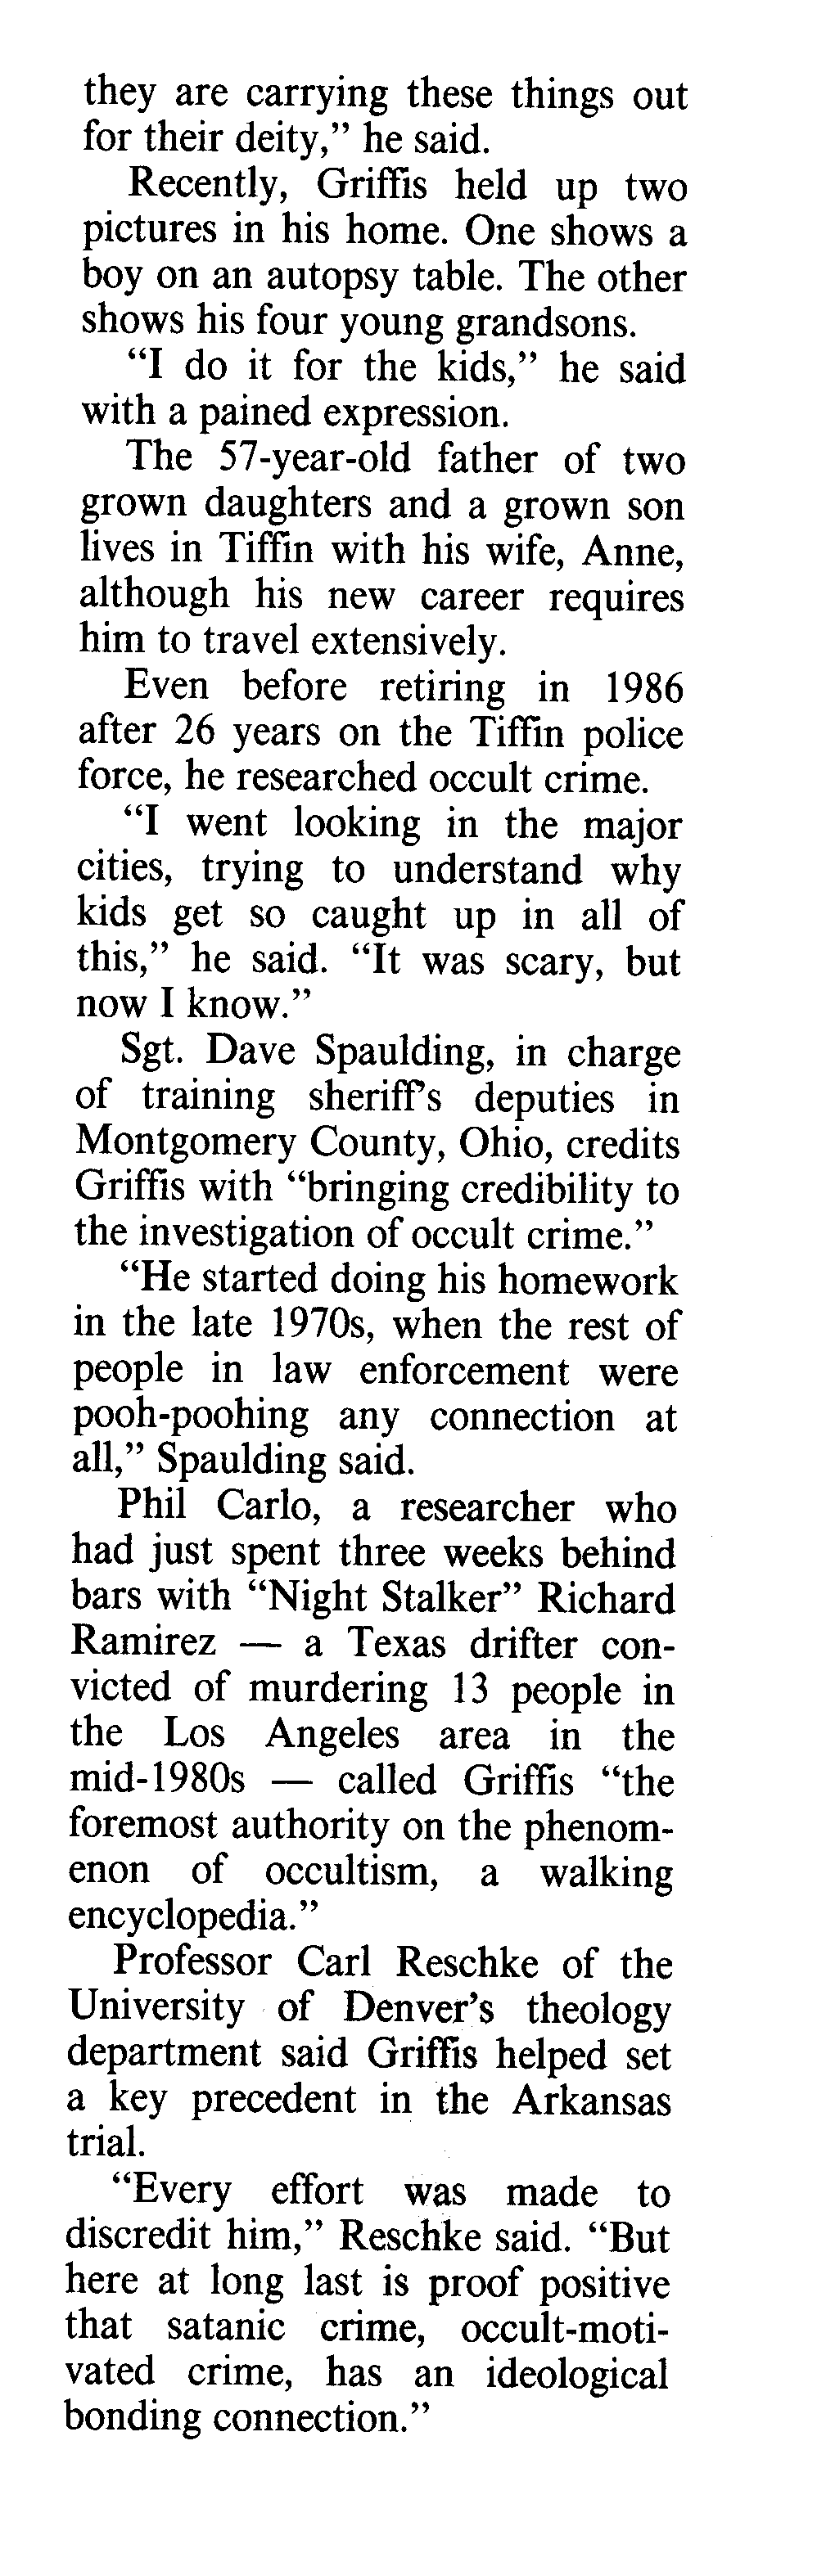 they are carrying these things out
for their deity,” he said.
Recently, Griffis held up two
pictures in his home. One shows a
boy on an autopsy table. The other
shows his four young grandsons.
“I do it for the kids,” he said
with a pained expression.
The 57-year-old father of two
grown daughters and a grown son
lives in Tiffin with his wife, Anne,
although his new career requires
him to travel extensively.
Even before retiring in 1986
after 26 years on the Tiffin police
force, he researched occult crime.
“I went looking in the major
cities, trying to understand why
kids get so caught up in all of
this,” he said. “It was scary, but
now I know.”
Sgt. Dave Spaulding, in charge
of training sheriff’s deputies in
Montgomery County, Ohio, credits
Griffis with “bringing credibility to
the investigation of occult crime.”
“He started doing his homework
in the late 1970s, when the rest of
people in law enforcement were
pooh-poohing any connection at
all,” Spaulding said.
Phil Carlo, a researcher who
had just spent three weeks behind
bars with “Night Stalker” Richard
Ramirez — a Texas drifter con-
victed of murdering 13 people in
the Los Angeles area in the
mid-1980s — called Griffis “the
foremost authority on the phenom-
enon of occultism, a walking
encyclopedia.”
Professor Carl Reschke of the
University of Denver’s theology
department said Griffis helped set
a key precedent in the Arkansas
trial.
“Every effort was made to
discredit him,” Reschke said. “But
here at long last is proof positive
that satanic crime, occult-moti-
vated crime, has an ideological
bonding connection.”